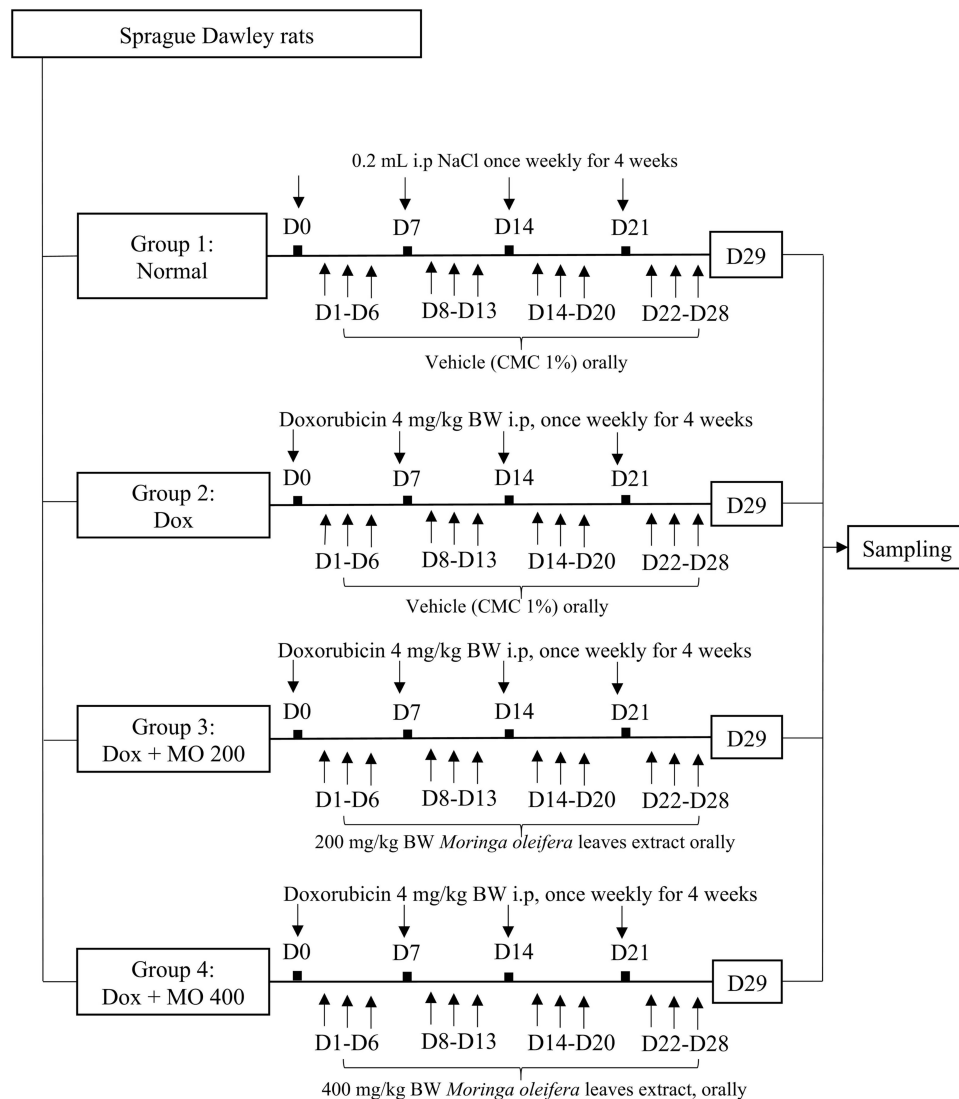 Sprague Dawley rats
0.2 mL i.p NaCl once weekly for 4 weeks
D0 D7 D14 D21
Group 1:
Normal
D29
D1-D6 D8-D13 D14-D20 D22-D28
Vehicle (CMC 1%) orally
Doxorubicin 4 mg/kg BW i.p, once weekly for 4 weeks
D0 D7 D14 D21
Group 2:
Dox
D29
D1-D6 D8-D13 D14-D20 D22-D28
Vehicle (CMC 1%) orally
Sampling
Doxorubicin 4 mg/kg BW i.p, once weekly for 4 weeks
D0 D7 D14 D21
Group 3:
Dox + MO 200
D29
D1-D6 D8-D13 D14-D20 D22-D28
200 mg/kg BW Moringa oleifera leaves extract orally
Doxorubicin 4 mg/kg BW i.p, once weekly for 4 weeks
D0 D7 D14 D21
Group 4:
Dox + MO 400
D29
D1-D6 D8-D13 D14-D20 D22-D28
400 mg/kg BW Moringa oleifera leaves extract, orally